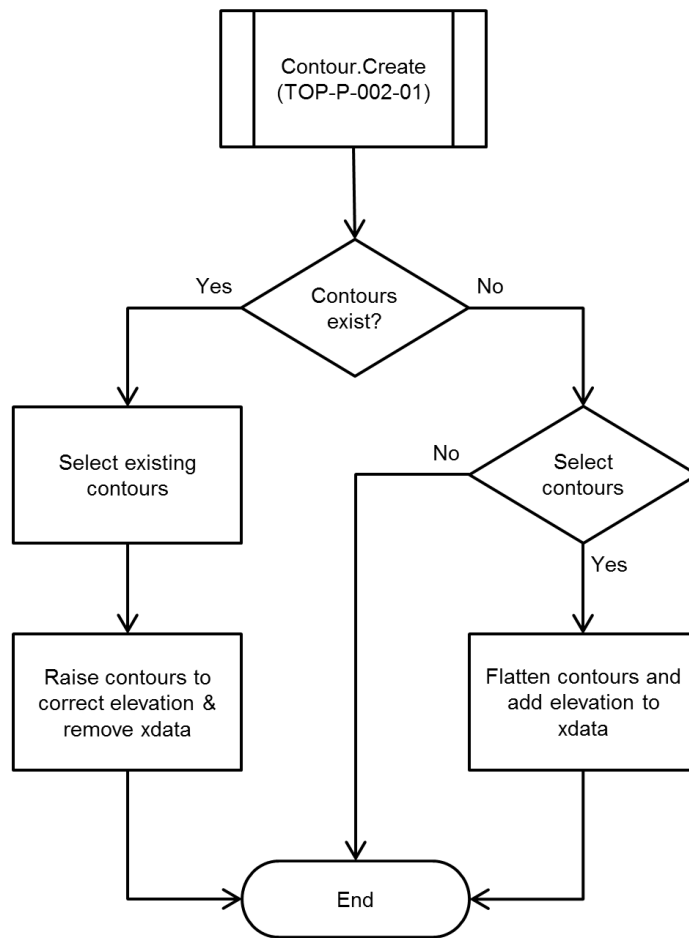 Contour.Create
(TOP-P-002-01)
Yes
Contours
exist?
No
Select existing
contours
No
Select
contours
Yes
Raise contours to
correct elevation &
remove xdata
Flatten contours and
add elevation to
xdata
End